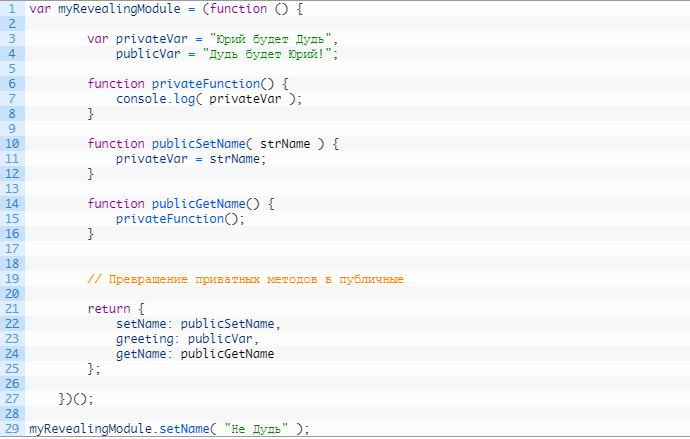 1 var myRevealingModule = (function () {
2
3 var privateVar = "Юрий будет Дудь",
4 publicVar = "Дудь будет Юрий!";
5
6 function privateFunction() {
7 console.log( privateVar );
8 }
9
10 function publicSetName( strName ) {
11 privateVar = strName;
12 }
13
14 function publicGetName() {
15 privateFunction();
16 }
17
18
19 // Превращение приватных методов в публичные
20
21 return {
22 setName: publicSetName,
23 greeting: publicVar,
24 getName: publicGetName
25 };
26
27 })();
28
29 myRevealingModule.setName( "Не Дудь" );